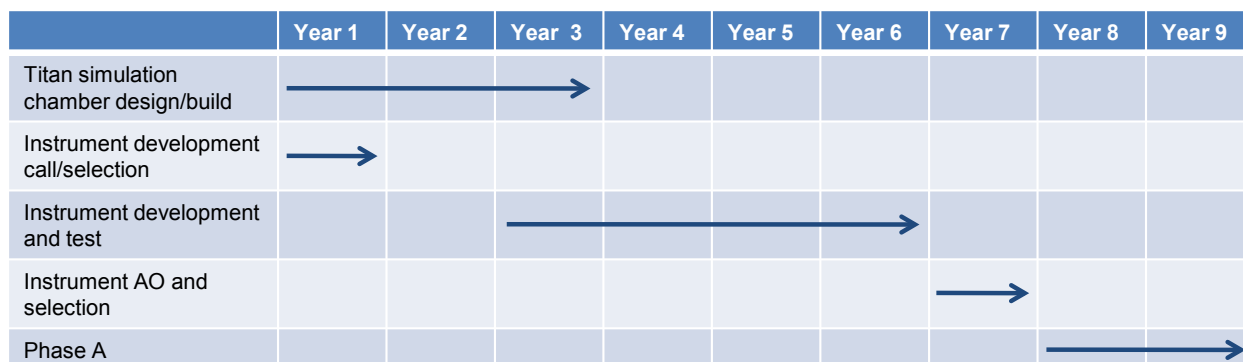 Year 1 Year 2 Year 3 Year 4 Year 5 Year 6 Year 7 Year 8 Year 9
Titan simulation
chamber design/build
Instrument development
call/selection
Instrument development
and test
Instrument AO and
selection
Phase A